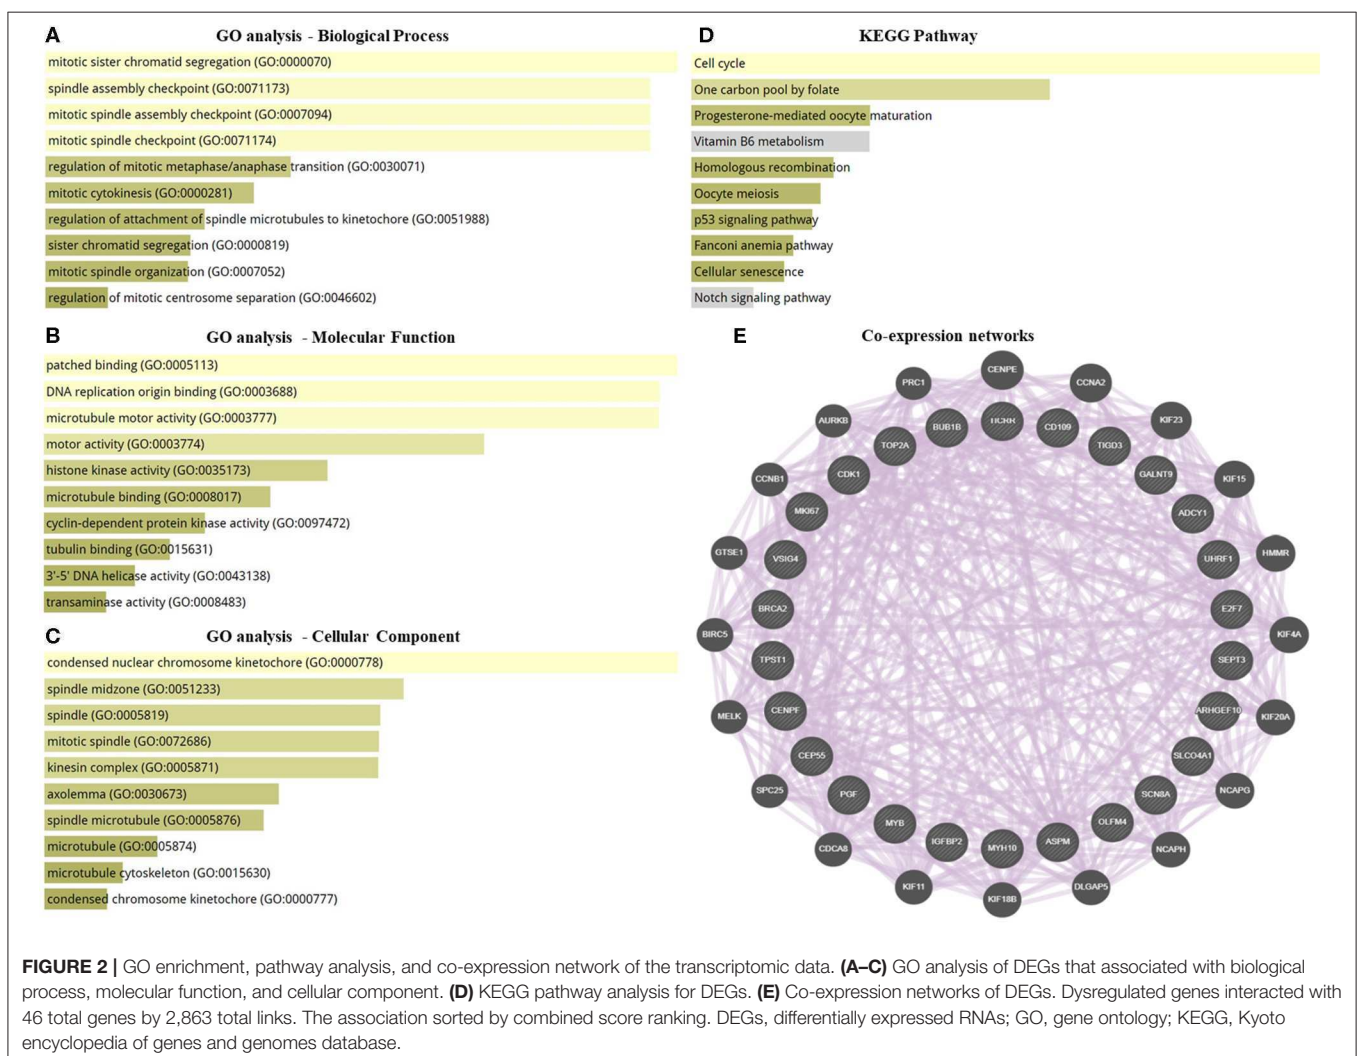 A GO analysis - Biological Process
mitotic sister chromatid segregation (GO:0000070)
spindle assembly checkpoint (GO:0071173)
mitotic spindle assembly checkpoint (GO:0007094)
mitotic spindle checkpoint (GO:0071174)
regulation of mitotic metaphase/anaphase transition (GO:0030071)
mitotic cytokinesis (GO:0000281)
regulation of attachment of spindle microtubules to kinetochore (GO:0051988)
sister chromatid segregation (GO:0000819)
mitotic spindle organization (GO:0007052)
regulation of mitotic centrosome separation (GO:0046602)
B GO analysis - Molecular Function
patched binding (GO:0005113)
DNA replication origin binding (GO:0003688)
microtubule motor activity (GO:0003777)
motor activity (GO:0003774)
histone kinase activity (GO:0035173)
microtubule binding (GO:0008017)
cyclin-dependent protein kinase activity (GO:0097472)
tubulin binding (GO:0015631)
3'-5' DNA helicase activity (GO:0043138)
transaminase activity (GO:0008483)
C GO analysis - Cellular Component
condensed nuclear chromosome kinetochore (GO:0000778)
spindle midzone (GO:0051233)
spindle (GO:0005819)
mitotic spindle (GO:0072686)
kinesin complex (GO:0005871)
axolemma (GO:0030673)
spindle microtubule (GO:0005876)
microtubule (GO:0005874)
microtubule cytoskeleton (GO:0015630)
condensed chromosome kinetochore (GO:0000777)
D KEGG Pathway
Cell cycle
One carbon pool by folate
Progesterone-mediated oocyte maturation
Vitamin B6 metabolism
Homologous recombination
Oocyte meiosis
p53 signaling pathway
Fanconi anemia pathway
Cellular senescence
Notch signaling pathway
E Co-expression networks
CENPE
PRC1
CCNA2
AURKB
KIF23
BUB1B
CD109
TOP2A
TIGD3
CCNB1
CDK1
GALNT9
KIF15
MKI67
ADCY1
GTSE1
VSIG4
UHRF1
HMMR
BRCA2
E2F7
BIRC5
KIF4A
TPST1
SEPT3
MELK
CENPF
ARHGEF10
KIF20A
CEP55
SLCO4A1
SPC25
PGF
SCN8A
NCAPG
MYB
OLFM4
CDCA8
IGFBP2
MYH10
ASPM
NCAPH
KIF11
KIF18B
DLGAP5
FIGURE 2 | GO enrichment, pathway analysis, and co-expression network of the transcriptomic data. (A–C) GO analysis of DEGs that associated with biological
process, molecular function, and cellular component. (D) KEGG pathway analysis for DEGs. (E) Co-expression networks of DEGs. Dysregulated genes interacted with
46 total genes by 2,863 total links. The association sorted by combined score ranking. DEGs, differentially expressed RNAs; GO, gene ontology; KEGG, Kyoto
encyclopedia of genes and genomes database.